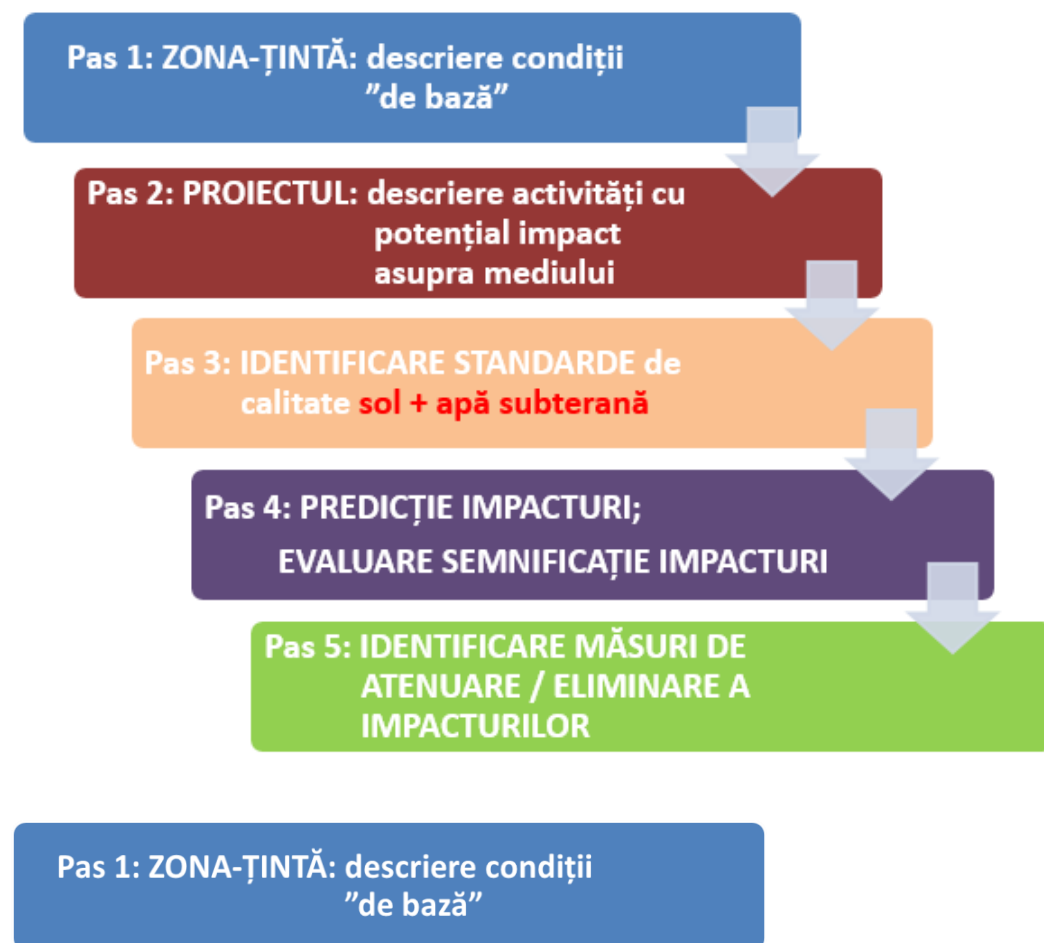 Pas 1: ZONA-ȚINTĂ: descriere condiții
”de bază”
Pas 2: PROIECTUL: descriere activități cu
potențial impact
asupra mediului
Pas 3: IDENTIFICARE STANDARDE de
calitate sol + apă subterană
Pas 4: PREDICȚIE IMPACTURI;
EVALUARE SEMNIFICAȚIE IMPACTURI
Pas 5: IDENTIFICARE MĂSURI DE
ATENUARE / ELIMINARE A
IMPACTURILOR
Pas 1: ZONA-ȚINTĂ: descriere condiții
”de bază”